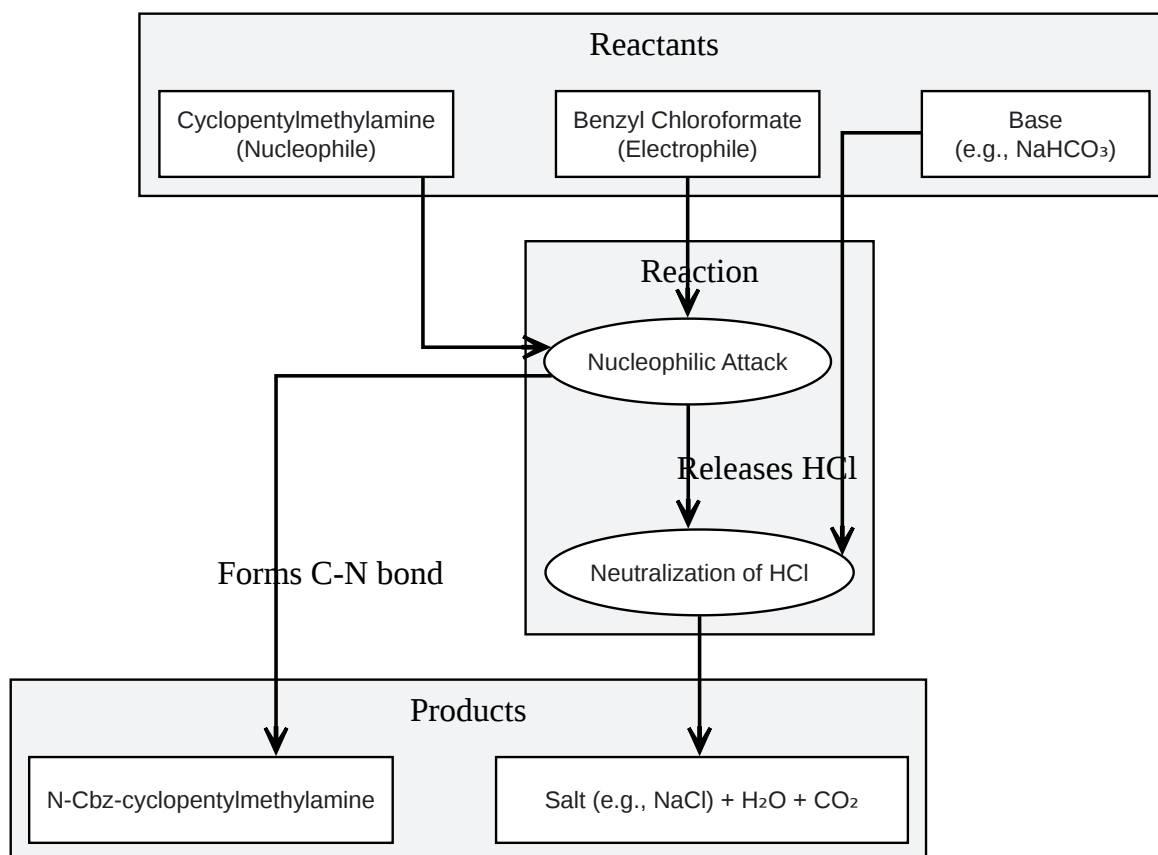 Reactants
Cyclopentylmethylamine
(Nucleophile)
Benzyl Chloroformate
(Electrophile)
Base
(e.g., NaHCO₃)
Reaction
Nucleophilic Attack
Releases HCl
Forms C-N bond
Neutralization of HCl
Products
N-Cbz-cyclopentylmethylamine
Salt (e.g., NaCl) + H₂O + CO₂